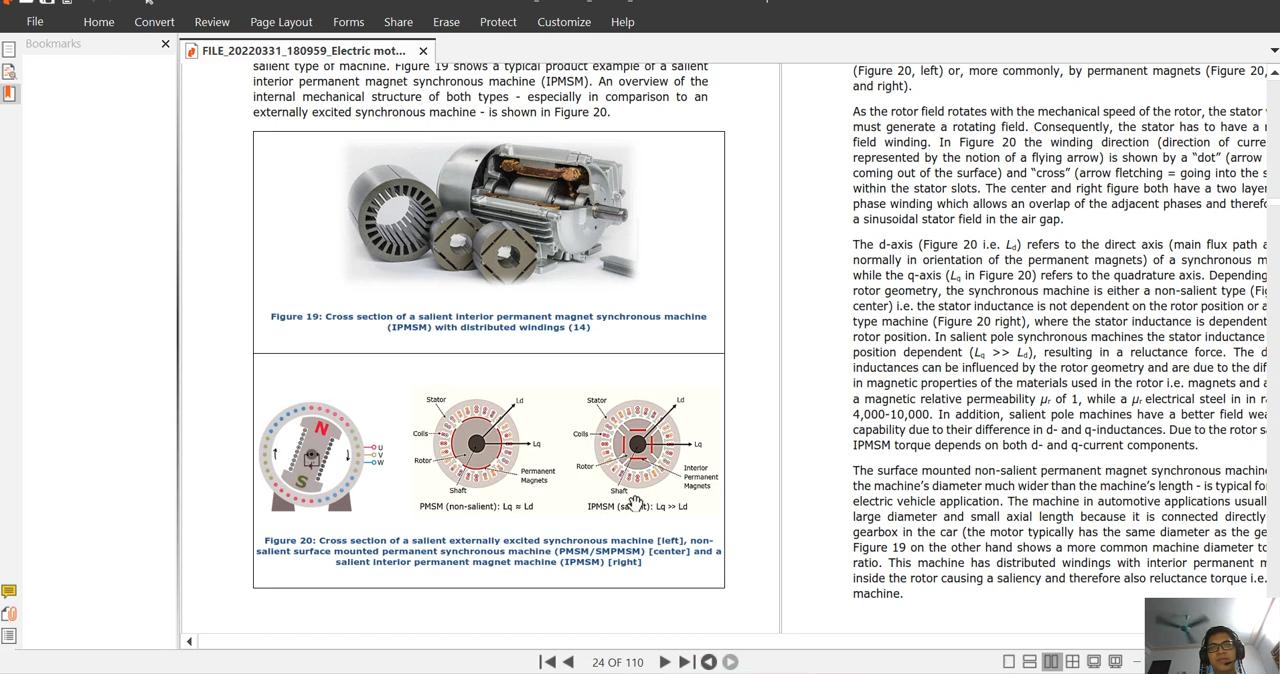 File
Home
Convert
Review
Page Layout
Forms
Share
Erase
Protect
Customize
Help
Bookmarks
FILE_20220331_180959_Electric mot...
salient type of machine. Figure 19 shows a typical product example of a salient
interior permanent magnet synchronous machine (IPMSM). An overview of the
internal mechanical structure of both types - especially in comparison to an
externally excited synchronous machine - is shown in Figure 20.
Figure 19: Cross section of a salient interior permanent magnet synchronous machine
(IPMSM) with distributed windings (14)
N
S
U
V
W
Stator
Ld
Coils
Lq
Rotor
Permanent
Magnets
Shaft
PMSM (non-salient): Lq ≈ Ld
Stator
Ld
Coils
Lq
Rotor
Interior
Permanent
Magnets
Shaft
IPMSM (sa t): Lq >> Ld
Figure 20: Cross section of a salient externally excited synchronous machine [left], non-
salient surface mounted permanent synchronous machine (PMSM/SMPMSM) [center] and a
salient interior permanent magnet machine (IPMSM) [right]
(Figure 20, left) or, more commonly, by permanent magnets (Figure 20,
and right).
As the rotor field rotates with the mechanical speed of the rotor, the stator
must generate a rotating field. Consequently, the stator has to have a
field winding. In Figure 20 the winding direction (direction of curre
represented by the notion of a flying arrow) is shown by a “dot” (arrow
coming out of the surface) and “cross” (arrow fletching = going into the s
within the stator slots. The center and right figure both have a two laye
phase winding which allows an overlap of the adjacent phases and therefo
a sinusoidal stator field in the air gap.
The d-axis (Figure 20 i.e. Ld) refers to the direct axis (main flux path a
normally in orientation of the permanent magnets) of a synchronous m
while the q-axis (Lq in Figure 20) refers to the quadrature axis. Depending
rotor geometry, the synchronous machine is either a non-salient type (Fig
center) i.e. the stator inductance is not dependent on the rotor position or a
type machine (Figure 20 right), where the stator inductance is dependent
rotor position. In salient pole synchronous machines the stator inductance
position dependent (Lq >> Ld), resulting in a reluctance force. The d
inductances can be influenced by the rotor geometry and are due to the dif
in magnetic properties of the materials used in the rotor i.e. magnets and a
a magnetic relative permeability μr of 1, while a μr electrical steel in in r
4,000-10,000. In addition, salient pole machines have a better field wea
capability due to their difference in d- and q-inductances. Due to the rotor s
IPMSM torque depends on both d- and q-current components.
The surface mounted non-salient permanent magnet synchronous machine
the machine’s diameter much wider than the machine’s length - is typical fo
electric vehicle application. The machine in automotive applications usual
large diameter and small axial length because it is connected directly
gearbox in the car (the motor typically has the same diameter as the ge
Figure 19 on the other hand shows a more common machine diameter to
ratio. This machine has distributed windings with interior permanent m
inside the rotor causing a saliency and therefore also reluctance torque i.e.
machine.
24 OF 110